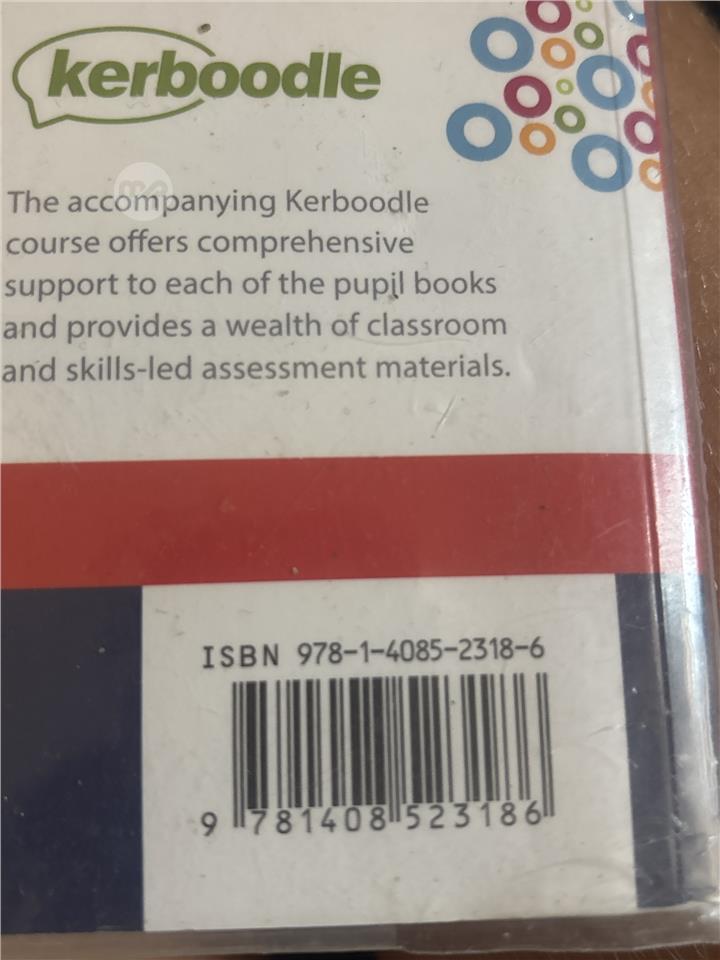 kerboodle
The accompanying Kerboodle
course offers comprehensive
support to each of the pupil books
and provides a wealth of classroom
and skills-led assessment materials.
ISBN 978-1-4085-2318-6
9 781408 523186